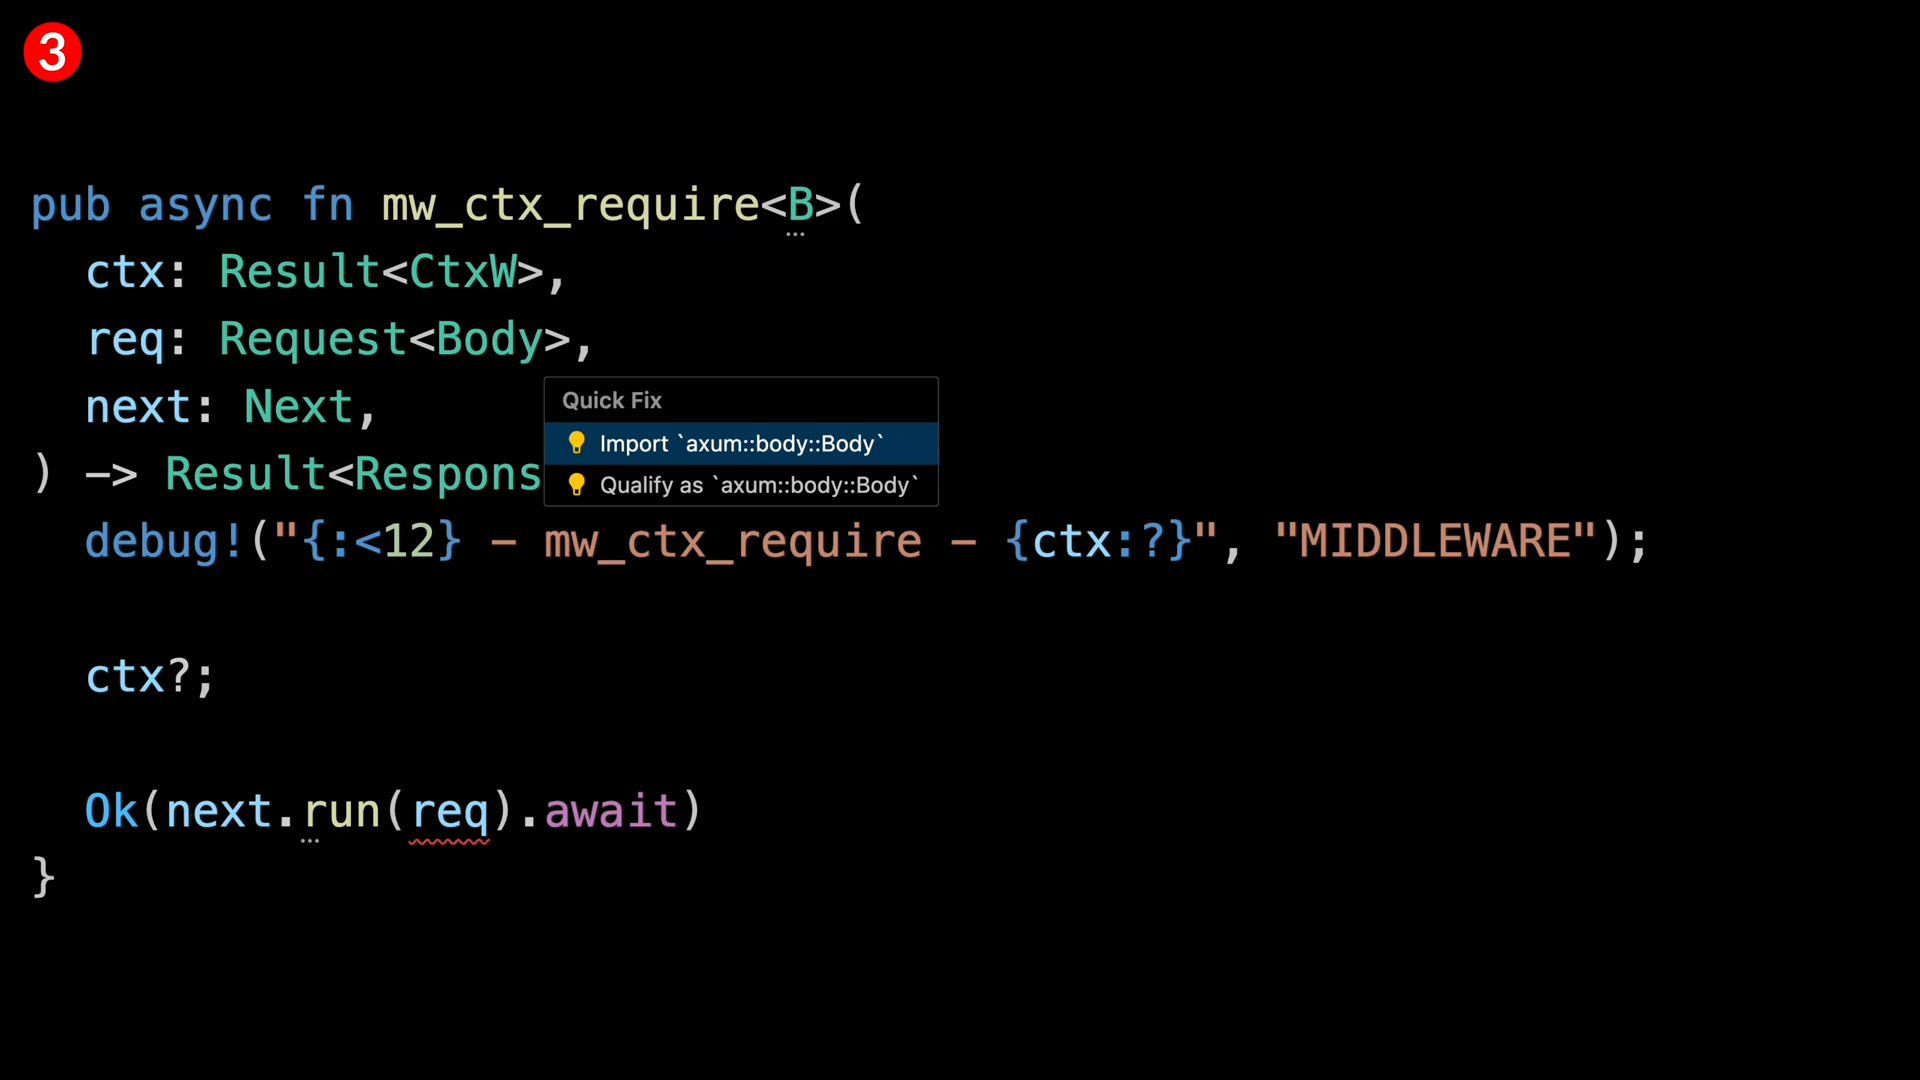 3
pub async fn mw_ctx_require<B>(
ctx: Result<CtxW>,
req: Request<Body>,
next: Next,
) -> Result<Respons
Quick Fix
Import `axum::body::Body`
Qualify as `axum::body::Body`
debug!("{:<12} - mw_ctx_require - {ctx:?}", "MIDDLEWARE");
ctx?;
Ok(next.run(req).await)
}